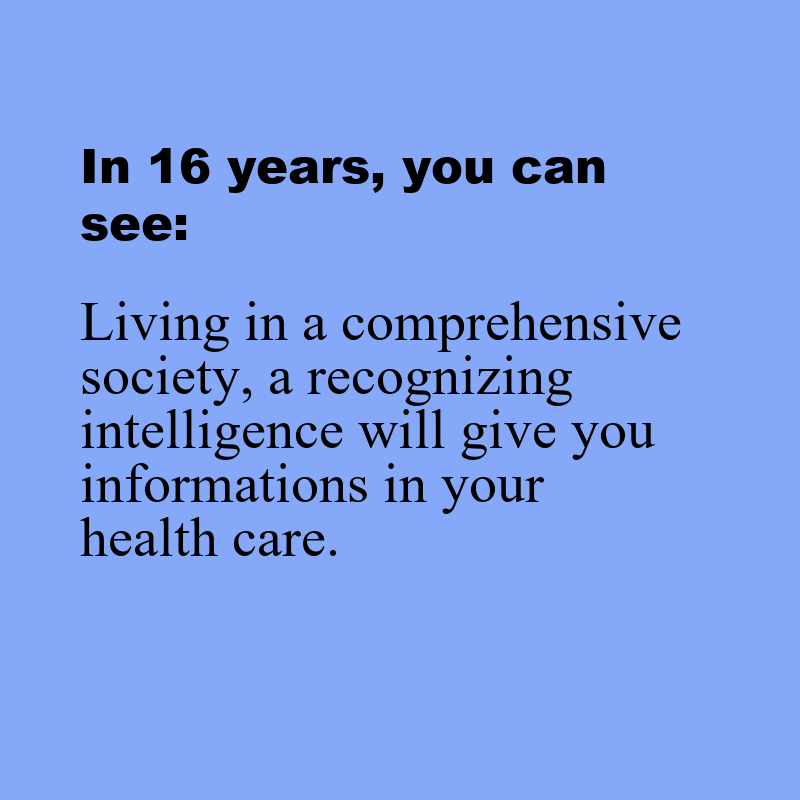 In 16 years, you can
see:
Living in a comprehensive
society, a recognizing
intelligence will give you
informations in your
health care.